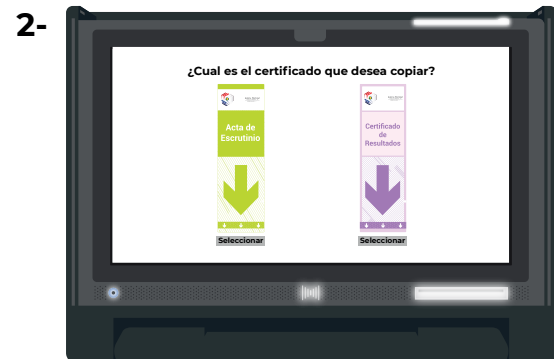 2-
¿Cual es el certificado que desea copiar?
Acta de
Escrutinio
Seleccionar
Certificado
de
Resultados
Seleccionar